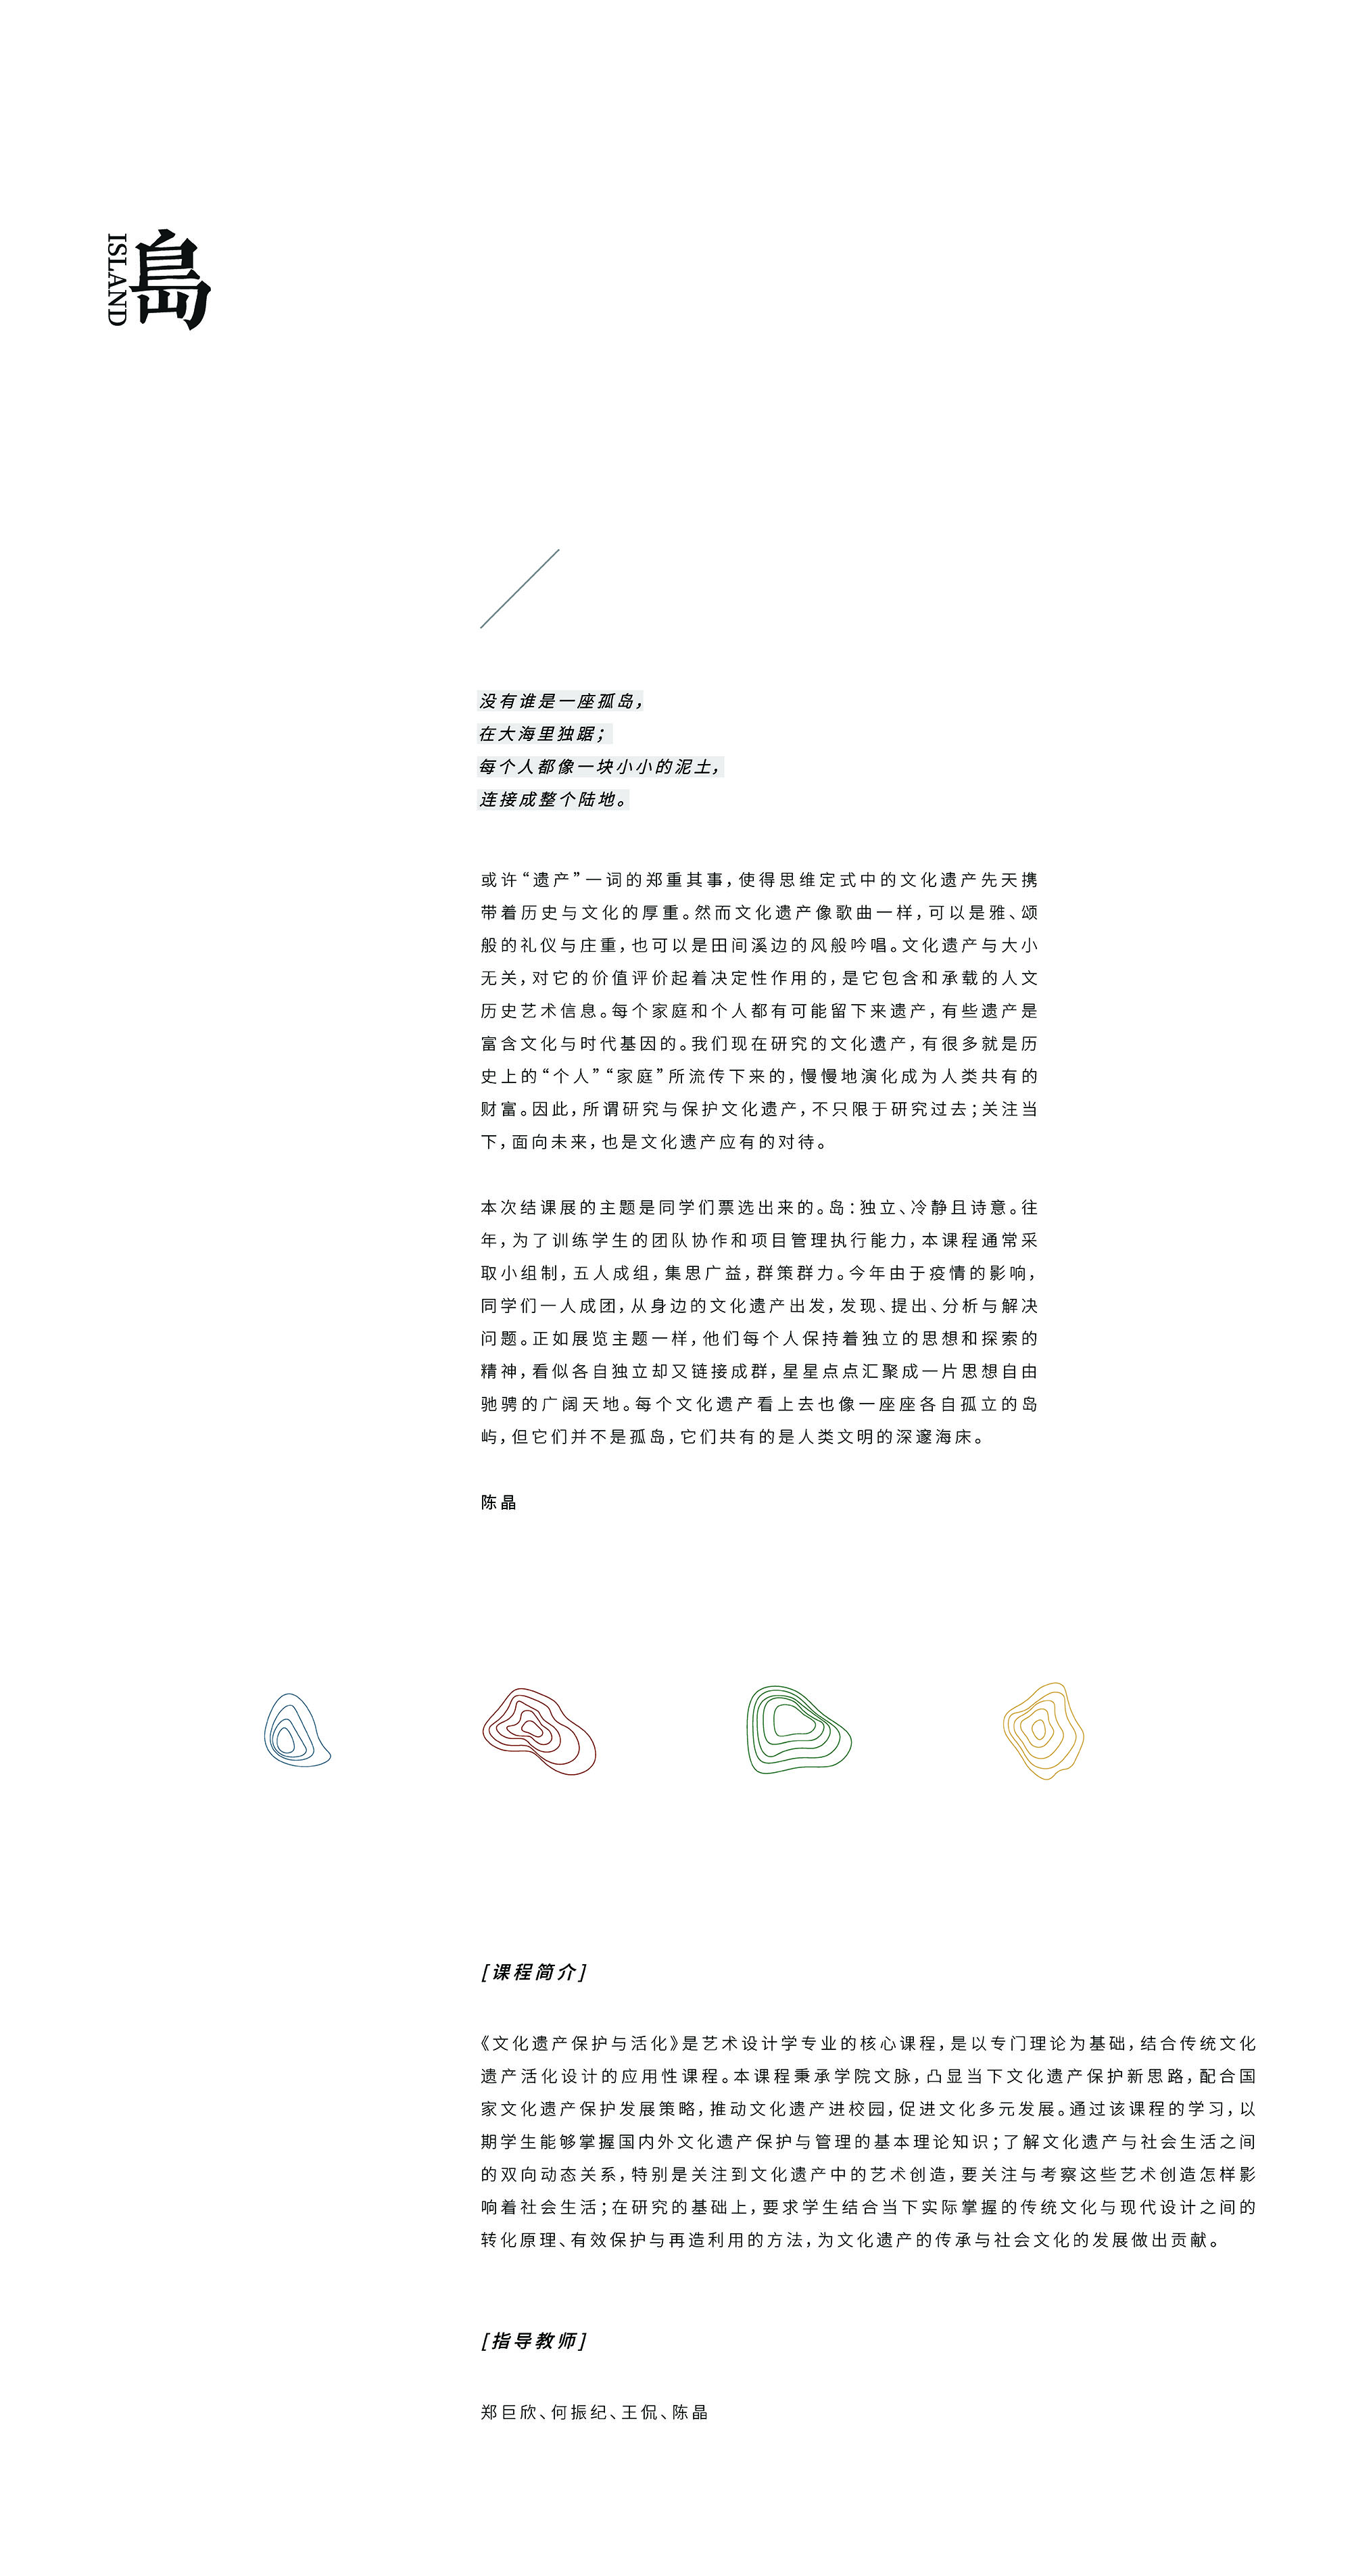 島
ISLAND
没有谁是一座孤岛，
在大海里独踞；
每个人都像一块小小的泥土，
连接成整个陆地。
或许“遗产”一词的郑重其事，使得思维定式中的文化遗产先天携
带着历史与文化的厚重。然而文化遗产像歌曲一样，可以是雅、颂
般的礼仪与庄重，也可以是田间溪边的风般吟唱。文化遗产与大小
无关，对它的价值评价起着决定性作用的，是它包含和承载的人文
历史艺术信息。每个家庭和个人都有可能留下来遗产，有些遗产是
富含文化与时代基因的。我们现在研究的文化遗产，有很多就是历
史上的“个人”“家庭”所流传下来的，慢慢地演化成为人类共有的
财富。因此，所谓研究与保护文化遗产，不只限于研究过去；关注当
下，面向未来，也是文化遗产应有的对待。
本次结课展的主题是同学们票选出来的。岛：独立、冷静且诗意。往
年，为了训练学生的团队协作和项目管理执行能力，本课程通常采
取小组制，五人成组，集思广益，群策群力。今年由于疫情的影响，
同学们一人成团，从身边的文化遗产出发，发现、提出、分析与解决
问题。正如展览主题一样，他们每个人保持着独立的思想和探索的
精神，看似各自独立却又链接成群，星星点点汇聚成一片思想自由
驰骋的广阔天地。每个文化遗产看上去也像一座座各自孤立的岛
屿，但它们并不是孤岛，它们共有的是人类文明的深邃海床。
陈晶
[课程简介]
《文化遗产保护与活化》是艺术设计学专业的核心课程，是以专门理论为基础，结合传统文化
遗产活化设计的应用性课程。本课程秉承学院文脉，凸显当下文化遗产保护新思路，配合国
家文化遗产保护发展策略，推动文化遗产进校园，促进文化多元发展。通过该课程的学习，以
期学生能够掌握国内外文化遗产保护与管理的基本理论知识；了解文化遗产与社会生活之间
的双向动态关系，特别是关注到文化遗产中的艺术创造，要关注与考察这些艺术创造怎样影
响着社会生活；在研究的基础上，要求学生结合当下实际掌握的传统文化与现代设计之间的
转化原理、有效保护与再造利用的方法，为文化遗产的传承与社会文化的发展做出贡献。
[指导教师]
郑巨欣、何振纪、王侃、陈晶